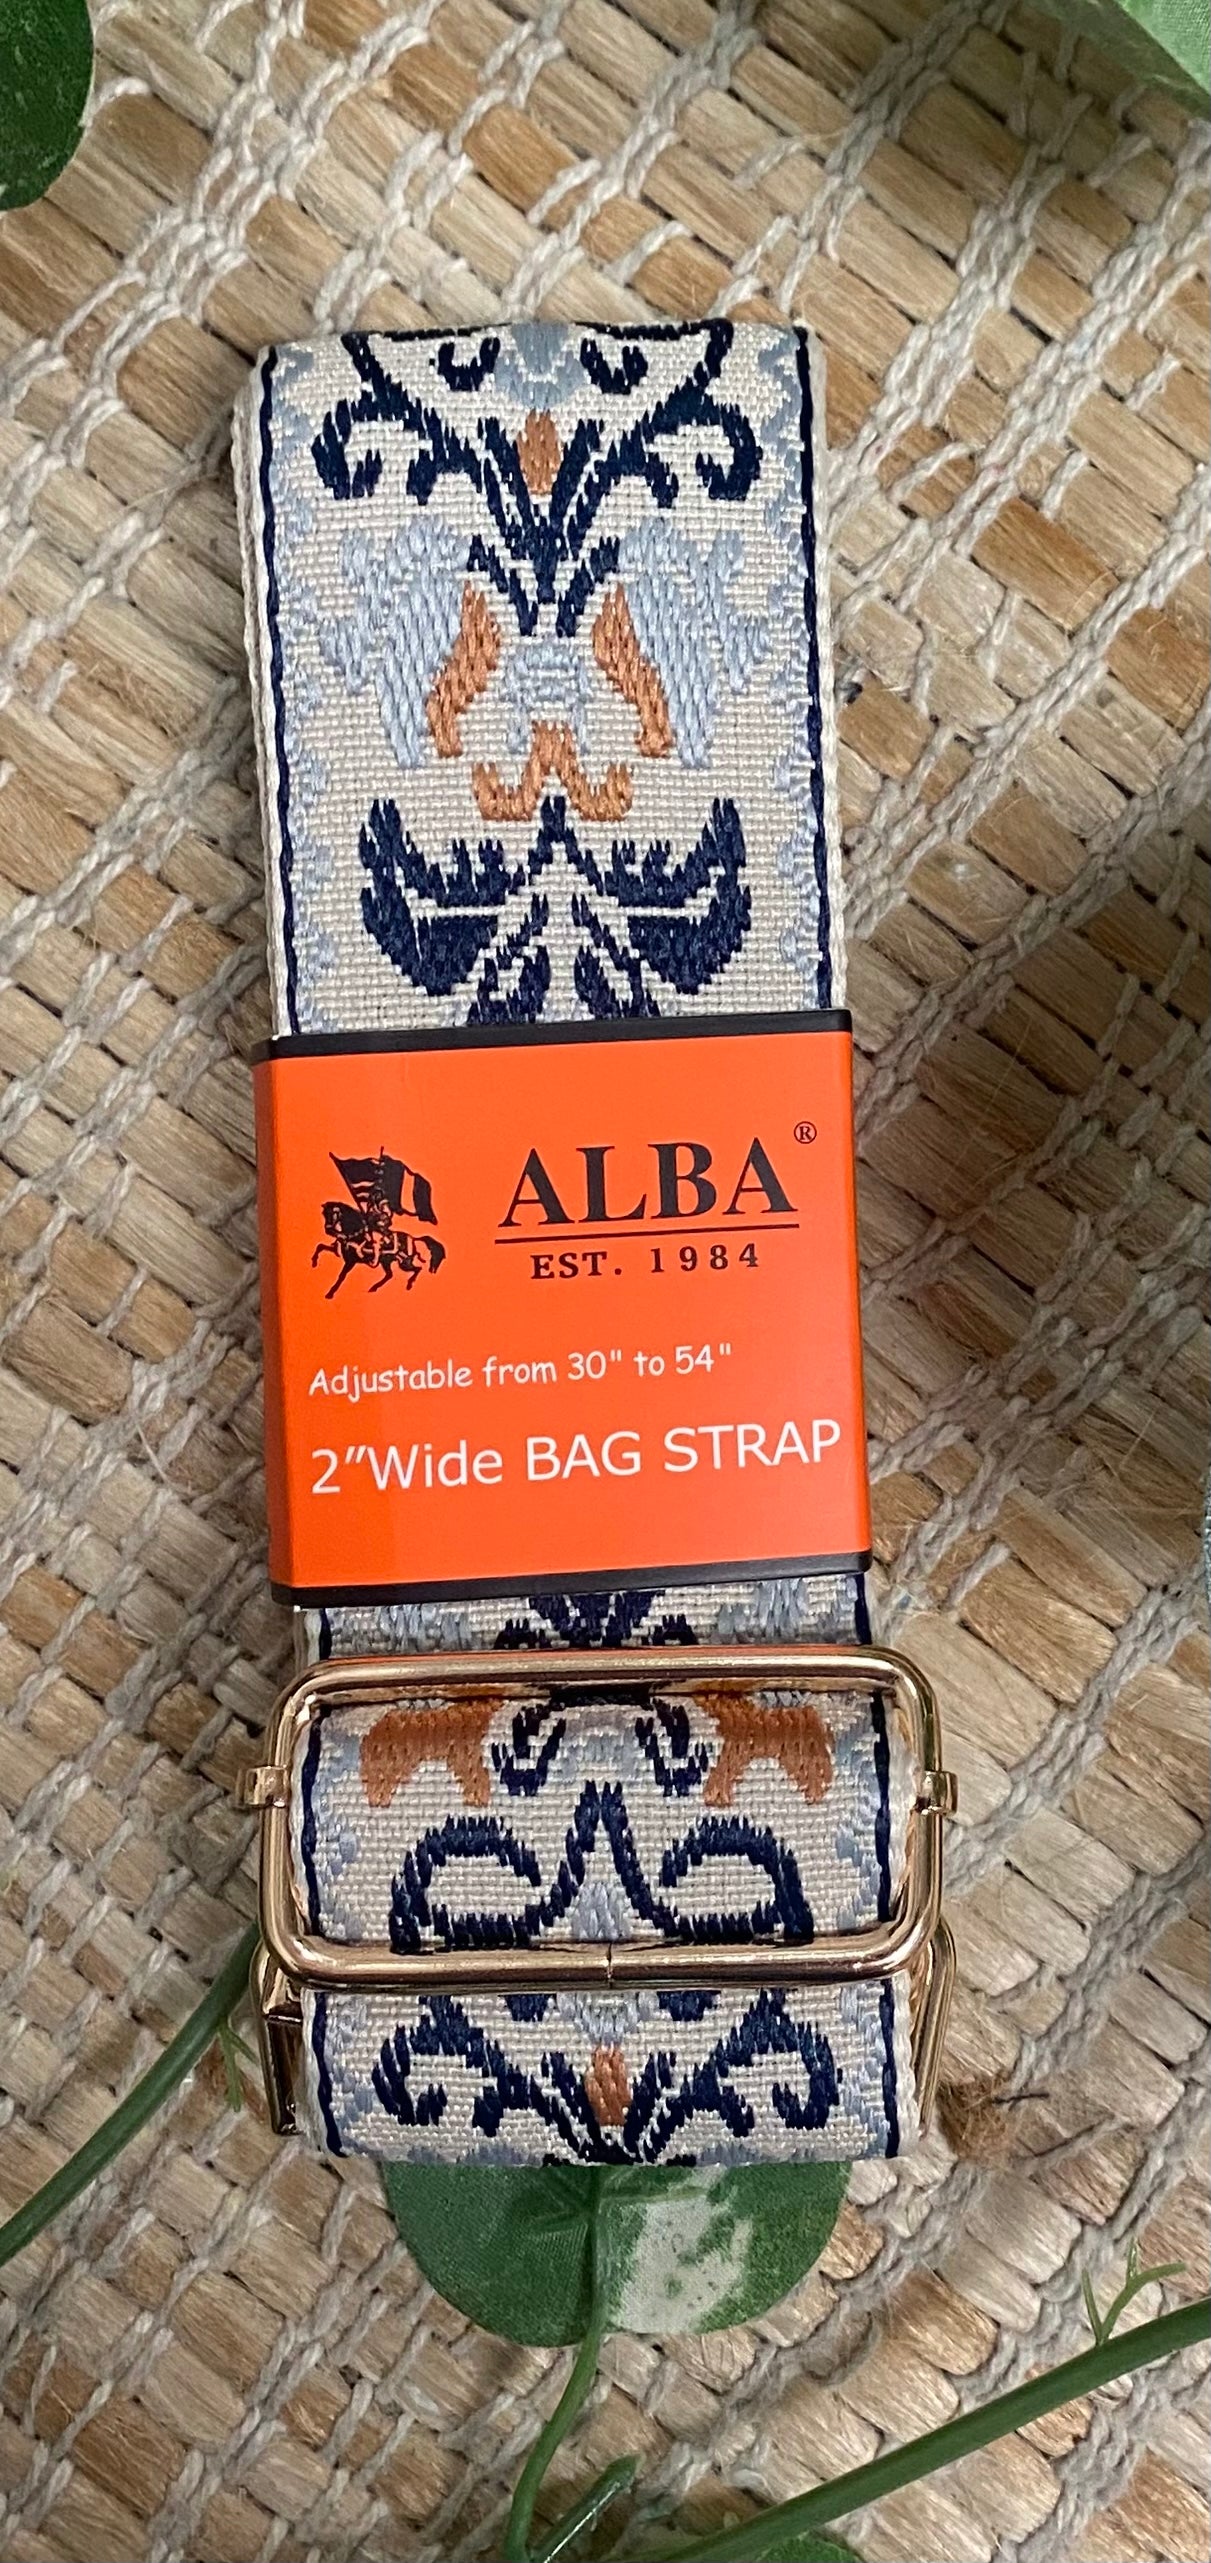 ALBA®
EST. 1984
Adjustable from 30" to 54"
2”Wide BAG STRAP